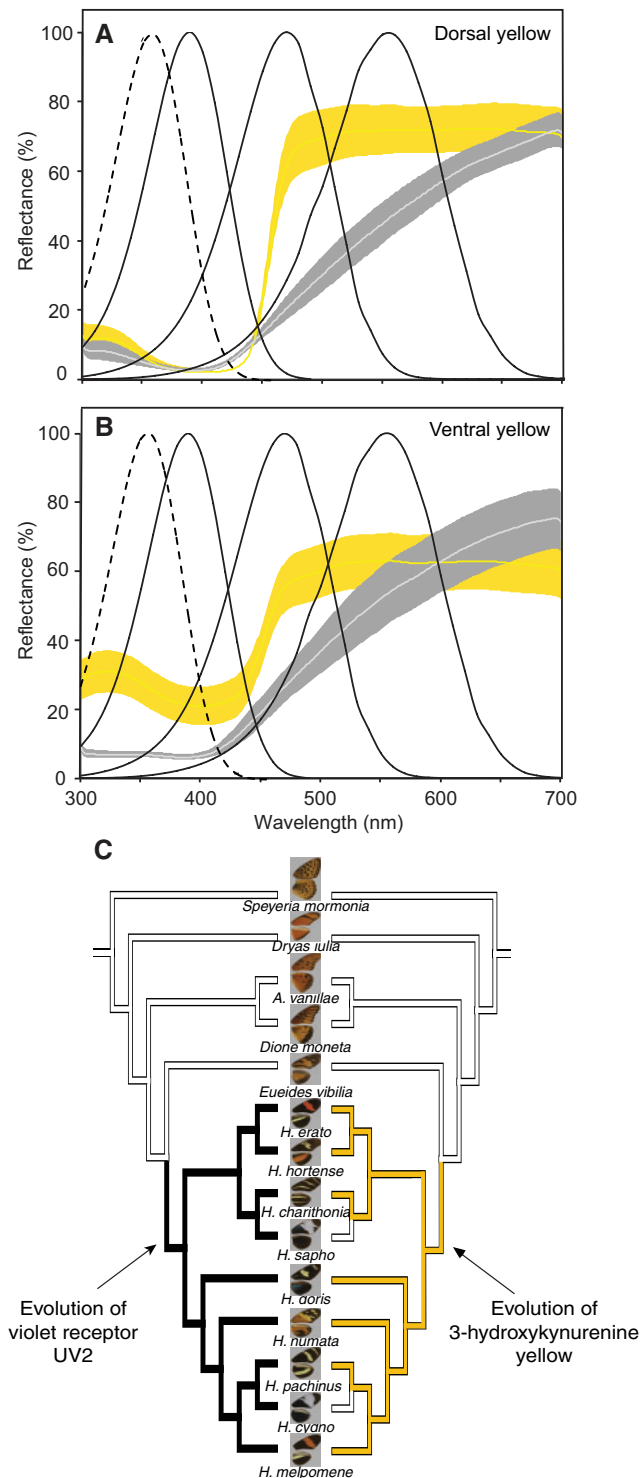 A
Dorsal yellow
100
80
60
40
20
0
Reflectance (%)
B
Ventral yellow
100
80
60
40
20
0
Reflectance (%)
300
400
500
600
700
Wavelength (nm)
C
Speyeria mormonia
Dryas iulia
A. vanillae
Dione moneta
Eueides vibilia
H. erato
H. hortense
H. charithonia
H. sapho
H. doris
H. numata
H. pachinus
H. cydno
H. melpomene
Evolution of
violet receptor
UV2
Evolution of
3-hydroxykynurenine
yellow